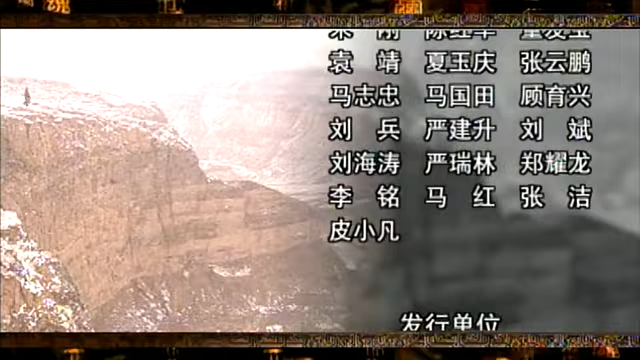 袁　靖　夏玉庆　张云鹏
马志忠　马国田　顾育兴
刘　兵　严建升　刘　斌
刘海涛　严瑞林　郑耀龙
李　铭　马　红　张　洁
皮小凡
发行单位